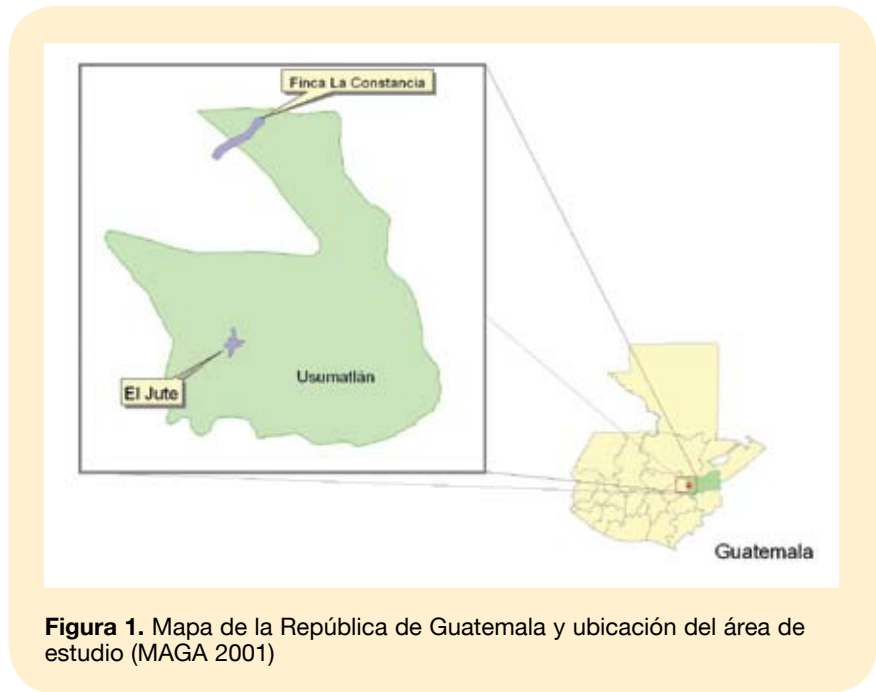 Finca La Constancia
El Jute
Usumatlán
Guatemala
Figura 1. Mapa de la República de Guatemala y ubicación del área de
estudio (MAGA 2001)